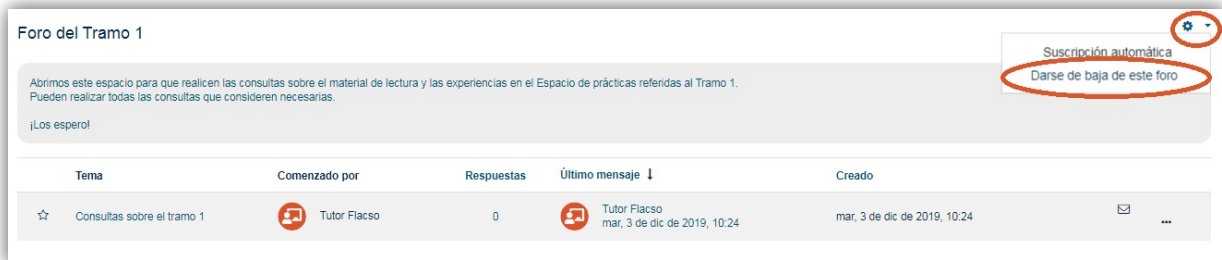 Foro del Tramo 1
Suscripción automática
Darse de baja de este foro
Abrimos este espacio para que realicen las consultas sobre el material de lectura y las experiencias en el Espacio de prácticas referidas al Tramo 1.
Pueden realizar todas las consultas que consideren necesarias.
¡Los espero!
Tema Comenzado por Respuestas Último mensaje ↓ Creado
Consultas sobre el tramo 1 Tutor Flacso 0 Tutor Flacso mar, 3 de dic de 2019, 10:24
mar, 3 de dic de 2019, 10:24